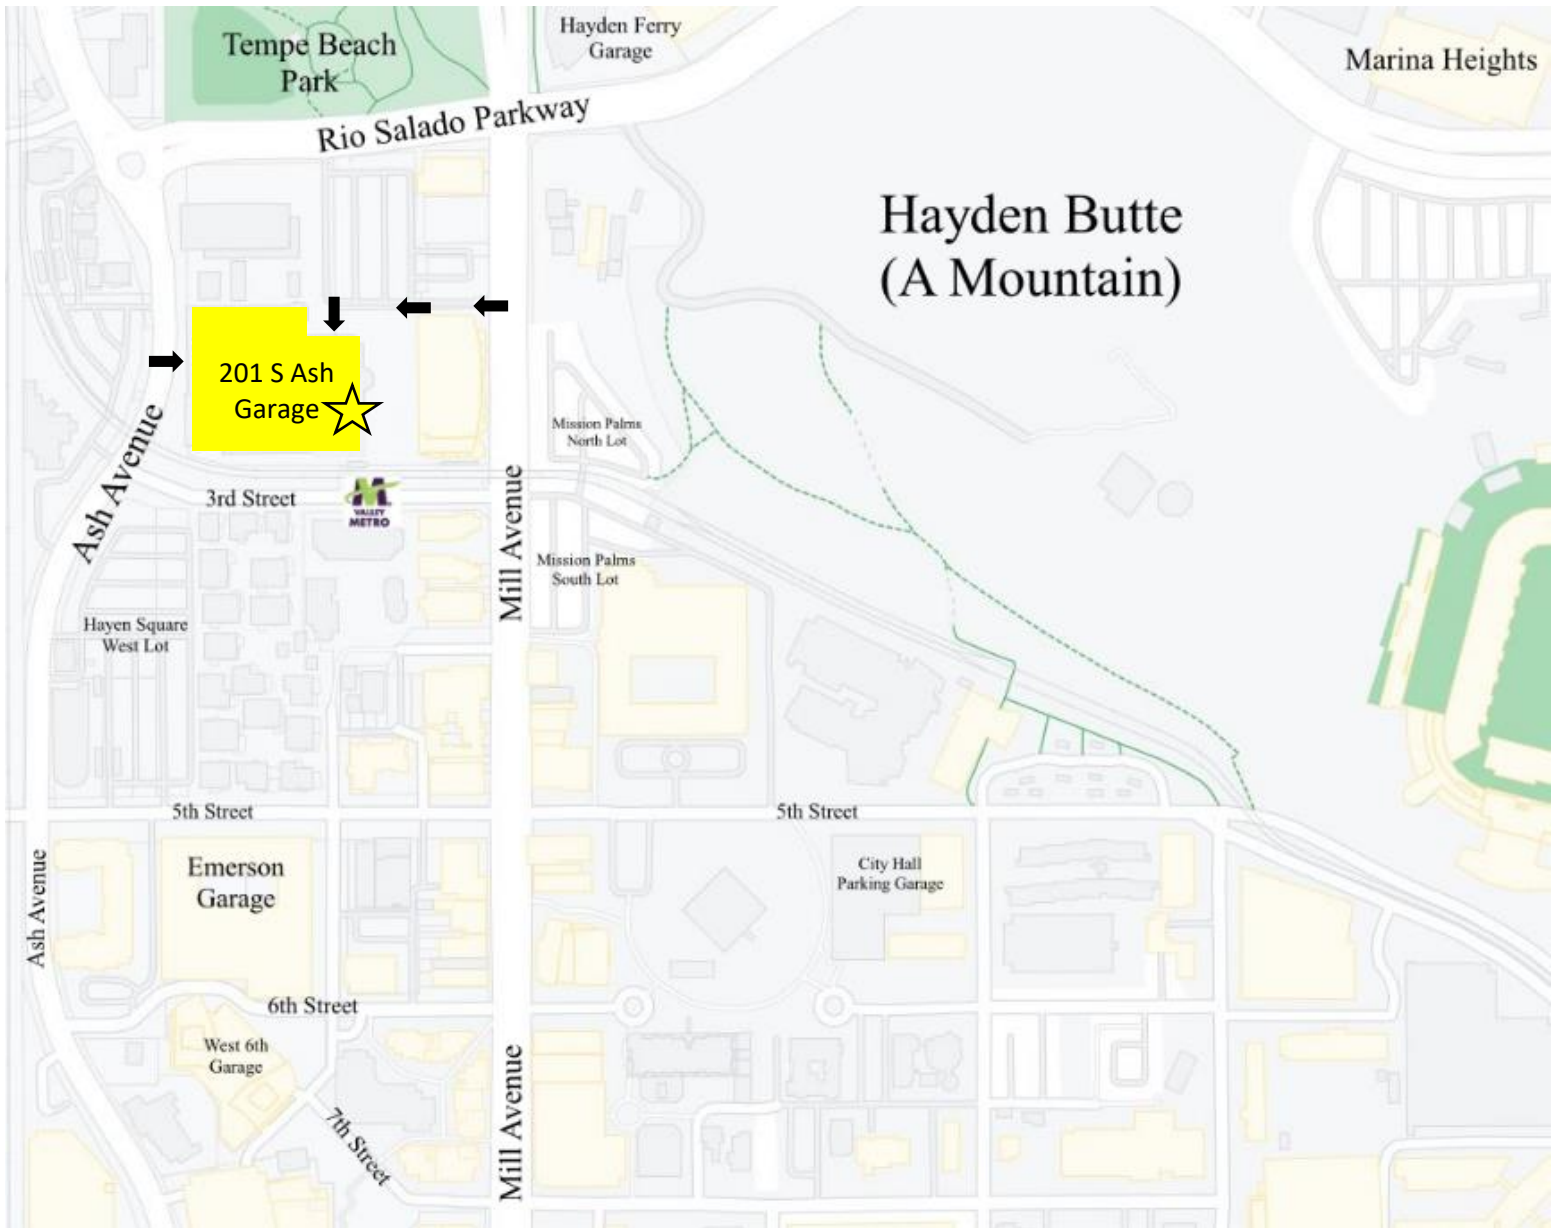 Tempe Beach
Park
Hayden Ferry
Garage
Marina Heights
Rio Salado Parkway
Hayden Butte
(A Mountain)
201 S Ash
Garage
Ash Avenue
Mission Palms
North Lot
3rd Street
M
VALLEY
METRO
Mill Avenue
Mission Palms
South Lot
Hayen Square
West Lot
5th Street
5th Street
Ash Avenue
Emerson
Garage
City Hall
Parking Garage
6th Street
West 6th
Garage
7th Street
Mill Avenue